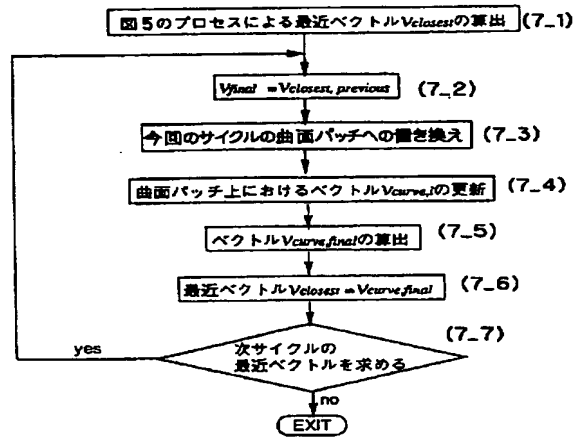 図5のプロセスによる最近ベクトルVclosestの算出 (7_1)
Vfinal =Vclosest, previous (7_2)
今回のサイクルの曲面パッチへの置き換え (7_3)
曲面パッチ上におけるベクトルVcurve,iの更新 (7_4)
ベクトルVcurve,finalの算出 (7_5)
最近ベクトルVclosest=Vcurve,final (7_6)
(7_7)
yes
次サイクルの
最近ベクトルを求める
no
EXIT